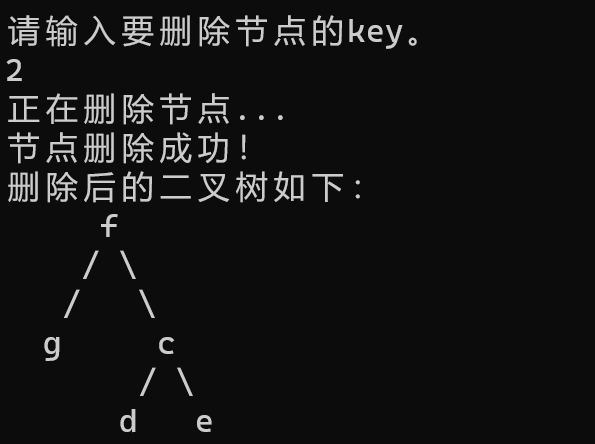 请输入要删除节点的key。
2
正在删除节点...
节点删除成功!
删除后的二叉树如下:
f
/ \
/ \
g c
/ \
d e